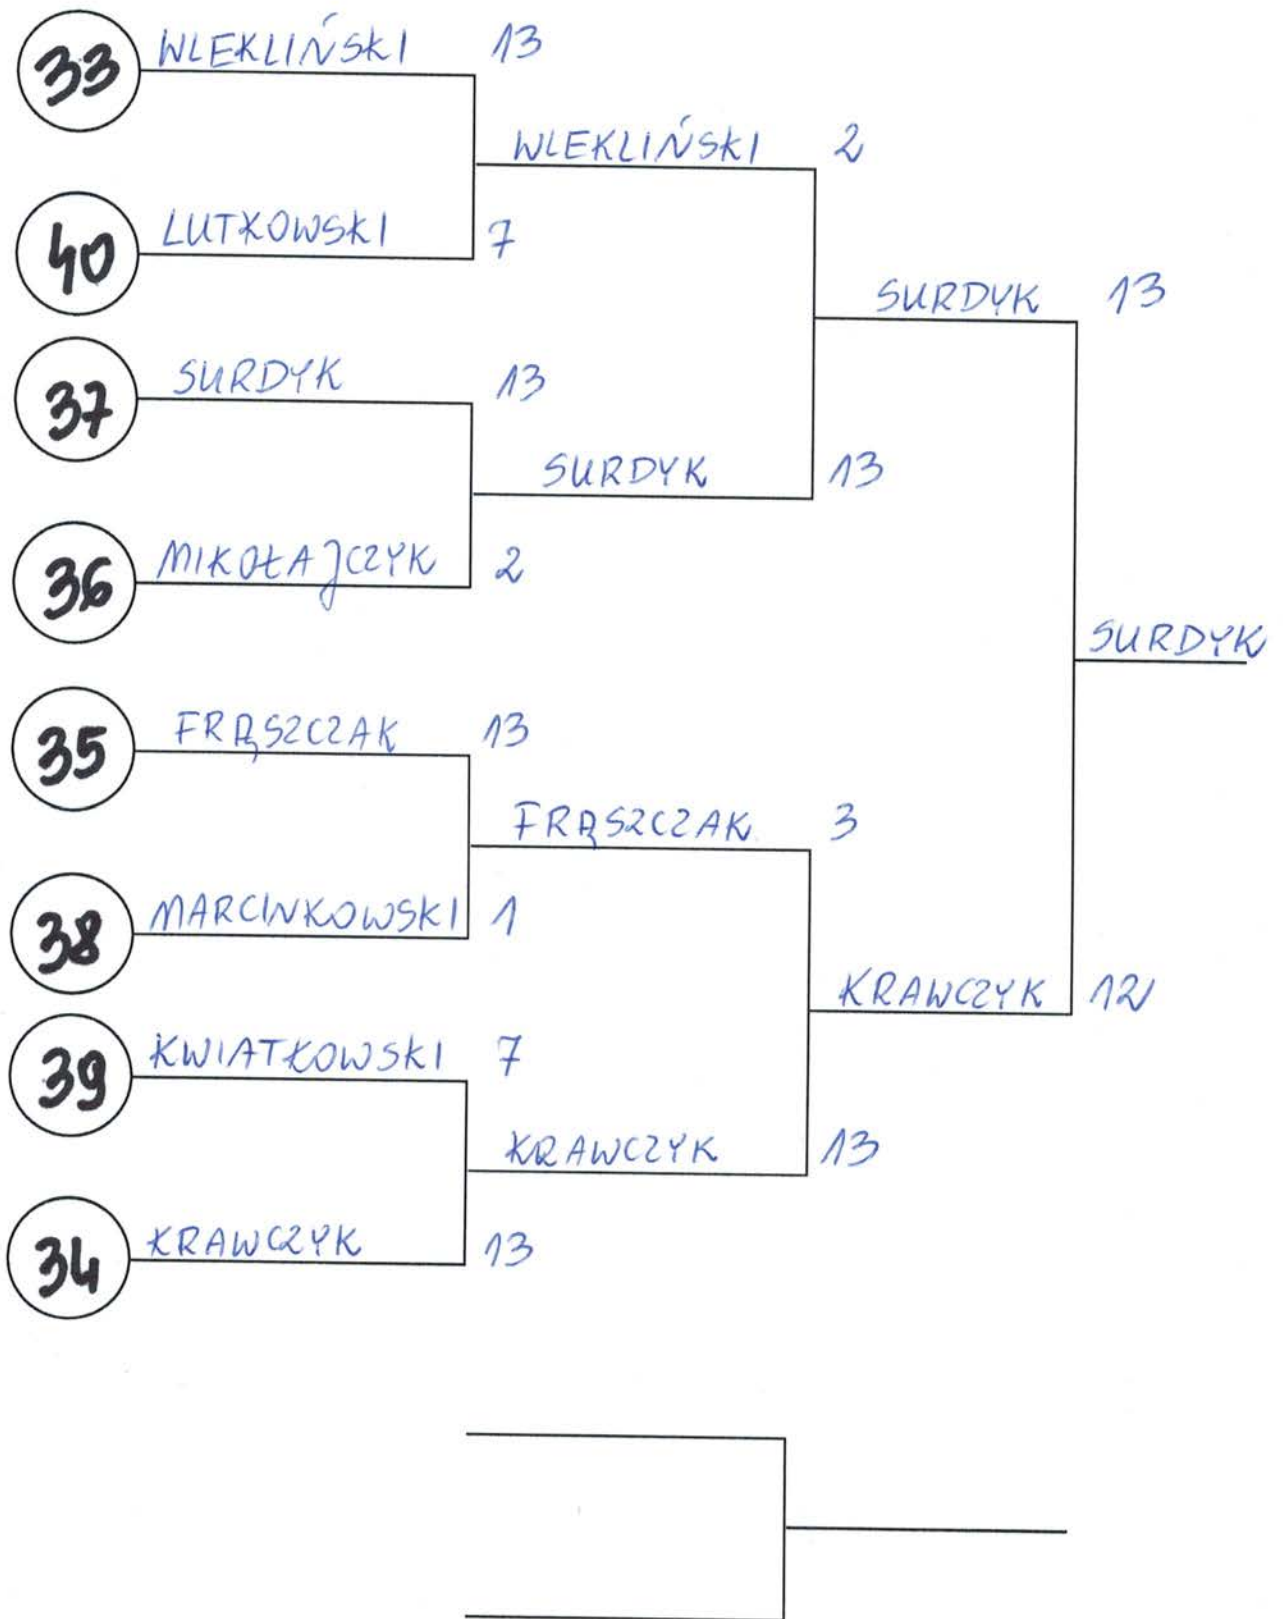 33 WLEKLIŃSKI 13
WLEKLIŃSKI 2
40 LUTKOWSKI 7
SURDYK 13
37 SURDYK 13
SURDYK 13
36 MIKOŁAJCZYK 2
SURDYK
35 FRĄSZCZAK 13
FRĄSZCZAK 3
38 MARCINKOWSKI 1
KRAWCZYK 12
39 KWIATKOWSKI 7
KRAWCZYK 13
34 KRAWCZYK 13